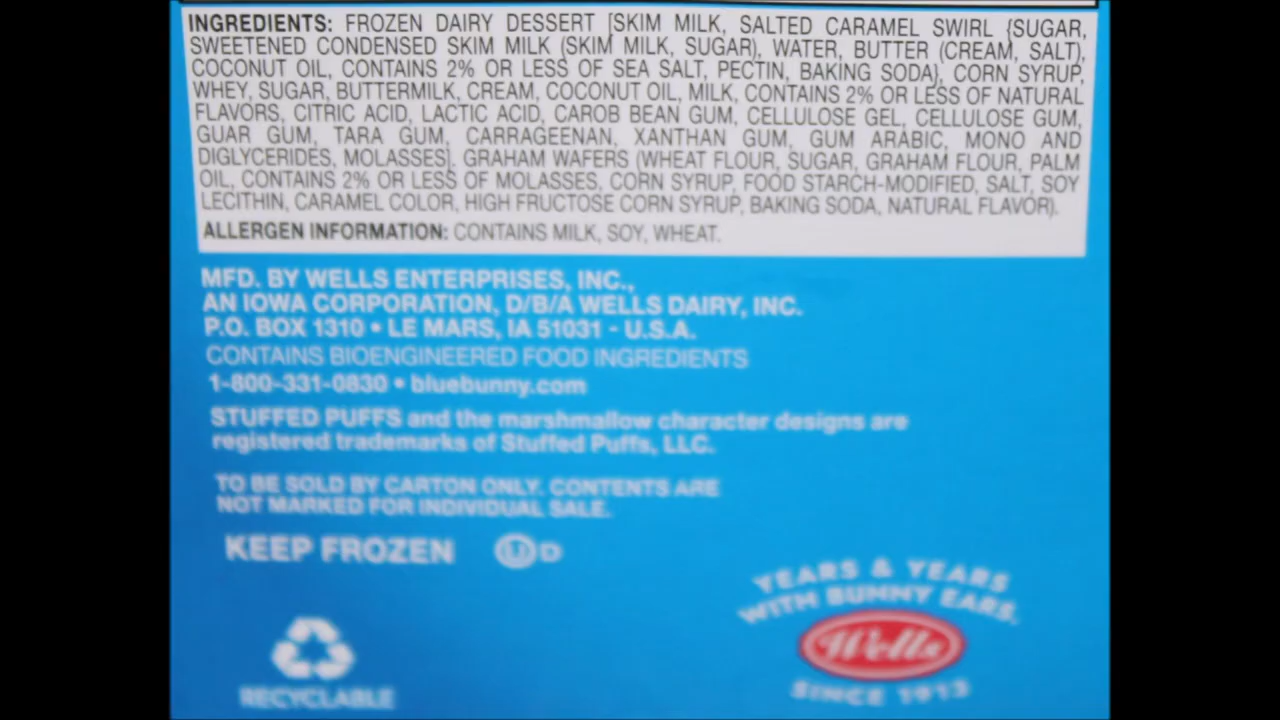 INGREDIENTS: FROZEN DAIRY DESSERT [SKIM MILK, SALTED CARAMEL SWIRL {SUGAR,
SWEETENED CONDENSED SKIM MILK (SKIM MILK, SUGAR), WATER, BUTTER (CREAM, SALT),
COCONUT OIL, CONTAINS 2% OR LESS OF SEA SALT, PECTIN, BAKING SODA}, CORN SYRUP,
WHEY, SUGAR, BUTTERMILK, CREAM, COCONUT OIL, MILK, CONTAINS 2% OR LESS OF NATURAL
FLAVORS, CITRIC ACID, LACTIC ACID, CAROB BEAN GUM, CELLULOSE GEL, CELLULOSE GUM,
GUAR GUM, TARA GUM, CARRAGEENAN, XANTHAN GUM, GUM ARABIC, MONO AND
DIGLYCERIDES, MOLASSES]. GRAHAM WAFERS (WHEAT FLOUR, SUGAR, GRAHAM FLOUR, PALM
OIL, CONTAINS 2% OR LESS OF MOLASSES, CORN SYRUP, FOOD STARCH-MODIFIED, SALT, SOY
LECITHIN, CARAMEL COLOR, HIGH FRUCTOSE CORN SYRUP, BAKING SODA, NATURAL FLAVOR).
ALLERGEN INFORMATION: CONTAINS MILK, SOY, WHEAT.
MFD. BY WELLS ENTERPRISES, INC.,
AN IOWA CORPORATION, D/B/A WELLS DAIRY, INC.
P.O. BOX 1310 • LE MARS, IA 51031 - U.S.A.
CONTAINS BIOENGINEERED FOOD INGREDIENTS
1-800-331-0830 • bluebunny.com
STUFFED PUFFS and the marshmallow character designs are
registered trademarks of Stuffed Puffs, LLC.
TO BE SOLD BY CARTON ONLY. CONTENTS ARE
NOT MARKED FOR INDIVIDUAL SALE.
KEEP FROZEN U D
YEARS & YEARS
WITH BUNNY EARS.
Wells
SINCE 1913
RECYCLABLE